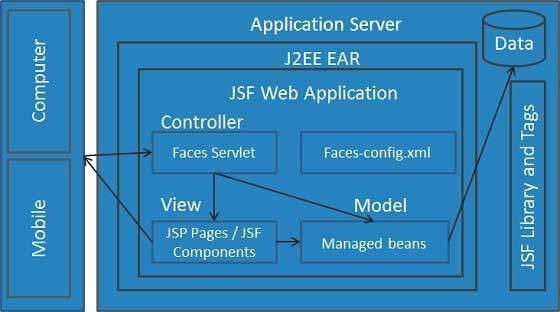 Computer
Mobile
Application Server
J2EE EAR
JSF Web Application
Controller
Faces Servlet
Faces-config.xml
View
JSP Pages / JSF
Components
Model
Managed beans
Data
JSF Library and Tags